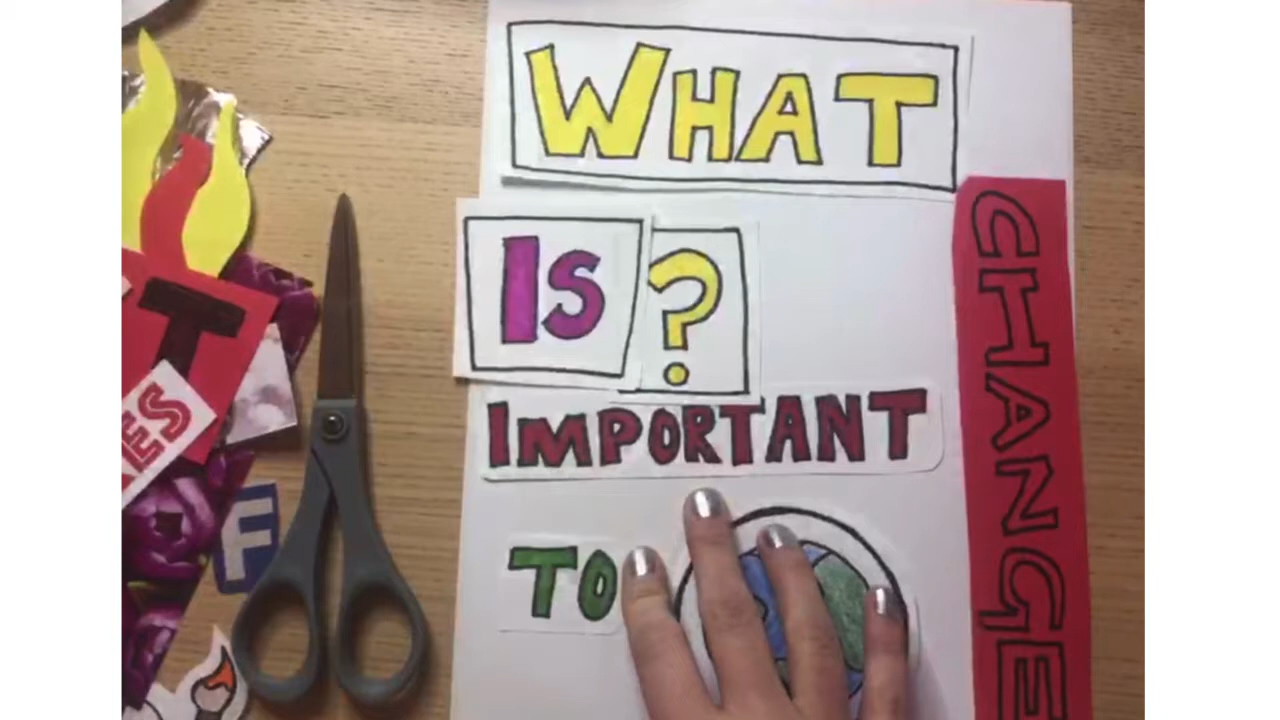 WHAT
IS ?
IMPORTANT
TO
CHANGE
T
F